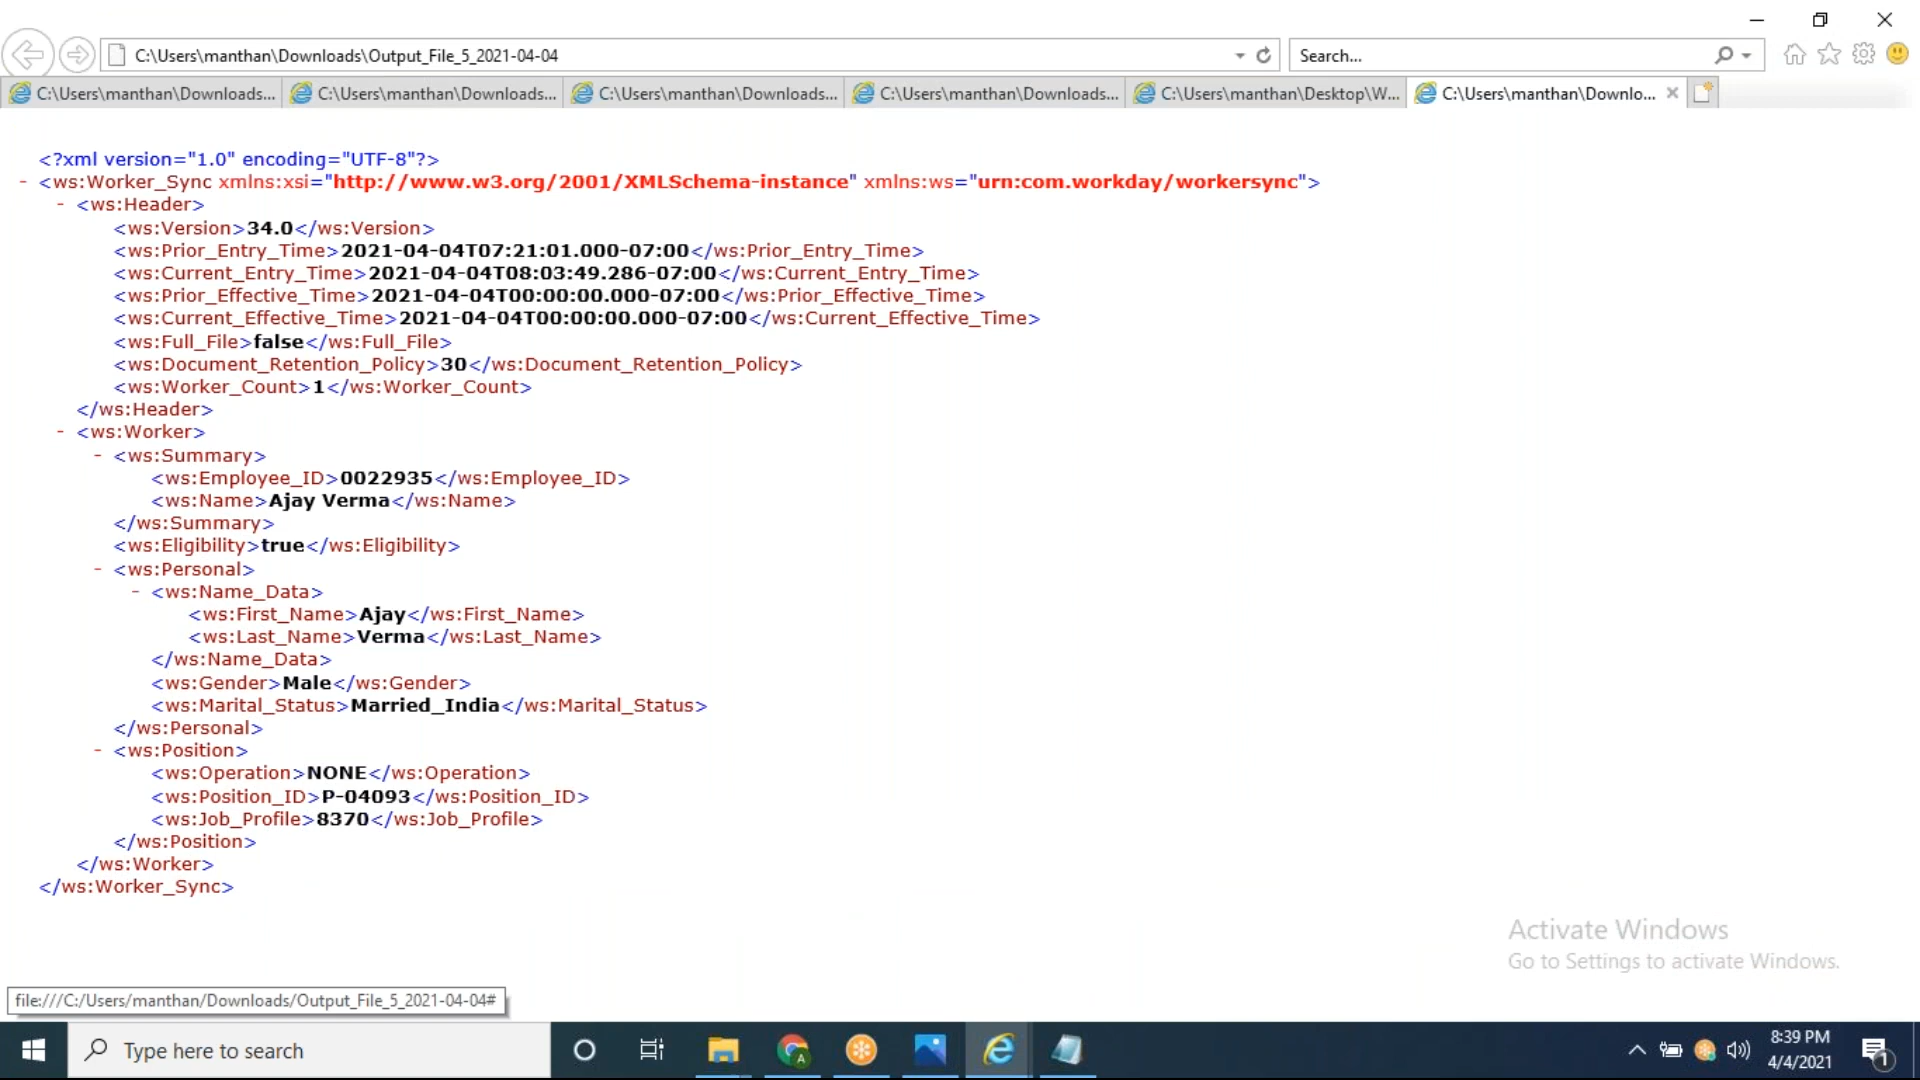 C:\Users\manthan\Downloads\Output_File_5_2021-04-04
Search...
C:\Users\manthan\Downloads...
C:\Users\manthan\Downloads...
C:\Users\manthan\Downloads...
C:\Users\manthan\Downloads...
C:\Users\manthan\Desktop\W...
C:\Users\manthan\Downlo...
<?xml version="1.0" encoding="UTF-8"?>
- <ws:Worker_Sync xmlns:xsi="http://www.w3.org/2001/XMLSchema-instance" xmlns:ws="urn:com.workday/workersync">
- <ws:Header>
<ws:Version>34.0</ws:Version>
<ws:Prior_Entry_Time>2021-04-04T07:21:01.000-07:00</ws:Prior_Entry_Time>
<ws:Current_Entry_Time>2021-04-04T08:03:49.286-07:00</ws:Current_Entry_Time>
<ws:Prior_Effective_Time>2021-04-04T00:00:00.000-07:00</ws:Prior_Effective_Time>
<ws:Current_Effective_Time>2021-04-04T00:00:00.000-07:00</ws:Current_Effective_Time>
<ws:Full_File>false</ws:Full_File>
<ws:Document_Retention_Policy>30</ws:Document_Retention_Policy>
<ws:Worker_Count>1</ws:Worker_Count>
</ws:Header>
- <ws:Worker>
- <ws:Summary>
<ws:Employee_ID>0022935</ws:Employee_ID>
<ws:Name>Ajay Verma</ws:Name>
</ws:Summary>
<ws:Eligibility>true</ws:Eligibility>
- <ws:Personal>
- <ws:Name_Data>
<ws:First_Name>Ajay</ws:First_Name>
<ws:Last_Name>Verma</ws:Last_Name>
</ws:Name_Data>
<ws:Gender>Male</ws:Gender>
<ws:Marital_Status>Married_India</ws:Marital_Status>
</ws:Personal>
- <ws:Position>
<ws:Operation>NONE</ws:Operation>
<ws:Position_ID>P-04093</ws:Position_ID>
<ws:Job_Profile>8370</ws:Job_Profile>
</ws:Position>
</ws:Worker>
</ws:Worker_Sync>
Activate Windows
Go to Settings to activate Windows.
file:///C:/Users/manthan/Downloads/Output_File_5_2021-04-04#
Type here to search
A
8:39 PM
4/4/2021
1